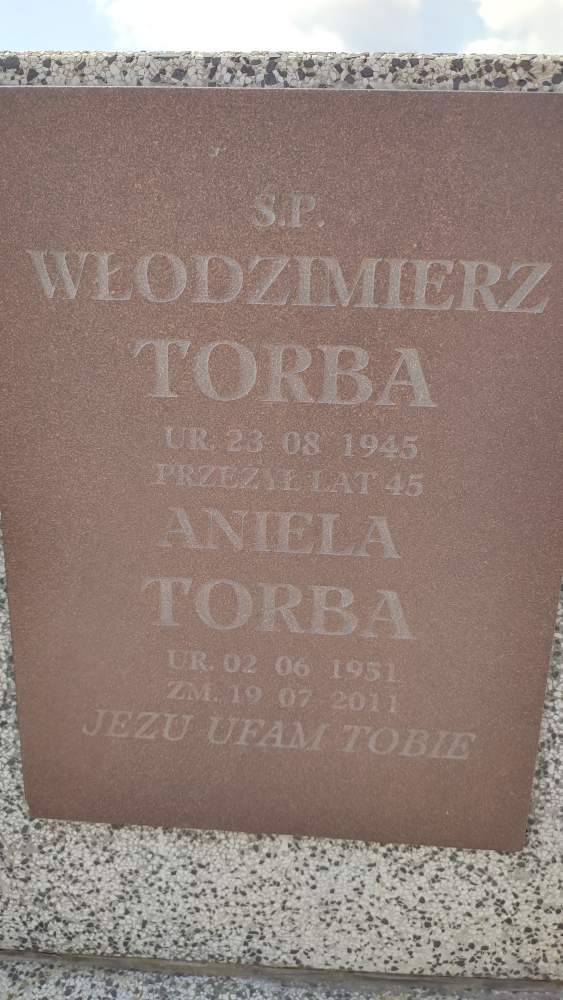 Ś.P.
WŁODZIMIERZ
TORBA
UR. 23 08 1945
PRZEŻYŁ LAT 45
ANIELA
TORBA
UR. 02 06 1951
ZM. 19 07 2011
JEZU UFAM TOBIE